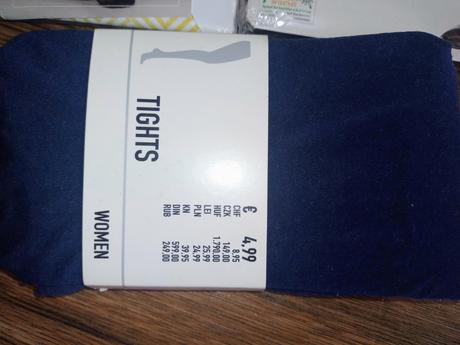 TIGHTS
WOMEN
€ 4,99
CHF 8.95
CZK 149.00
HUF 1.790,00
LEI 25.99
PLN 24.99
KN 39.95
DIN 599.00
RUB 249.00